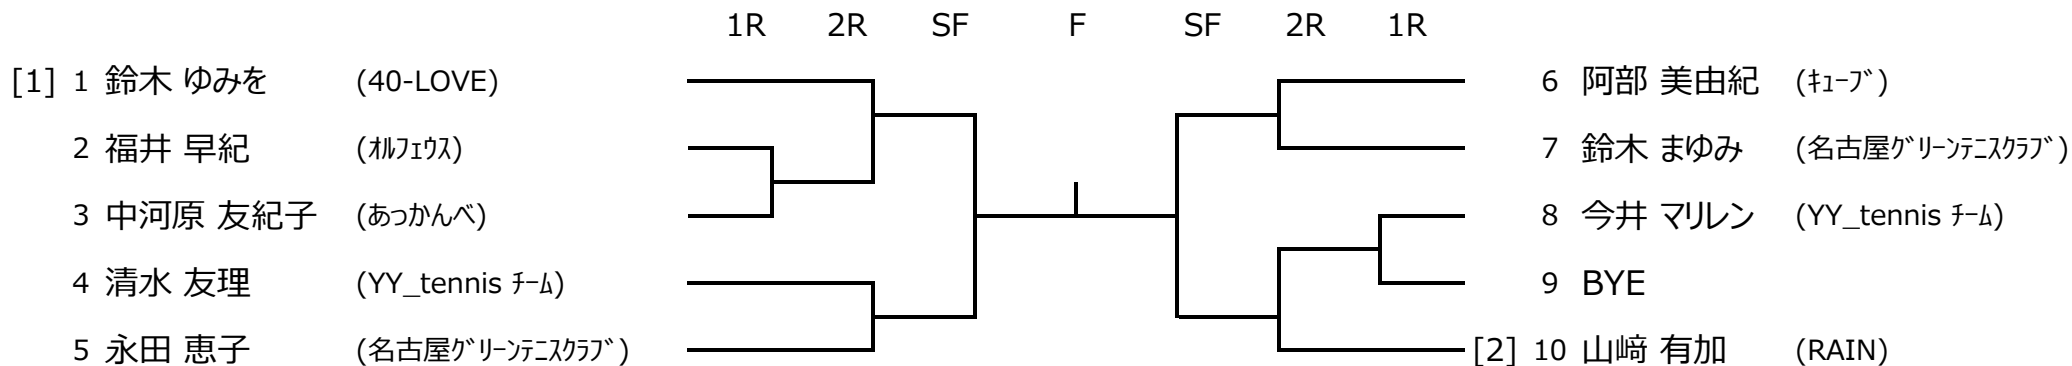 1R 2R SF F SF 2R 1R
[1] 1 鈴木 ゆみを (40-LOVE) 6 阿部 美由紀 (ｷｭｰﾌﾞ)
2 福井 早紀 (ｵﾙﾌｪｳｽ) 7 鈴木 まゆみ (名古屋ｸﾞﾘｰﾝﾃﾆｽｸﾗﾌﾞ)
3 中河原 友紀子 (あっかんべ) 8 今井 マリレン (YY_tennis ﾁｰﾑ)
4 清水 友理 (YY_tennis ﾁｰﾑ) 9 BYE
5 永田 恵子 (名古屋ｸﾞﾘｰﾝﾃﾆｽｸﾗﾌﾞ) [2] 10 山﨑 有加 (RAIN)